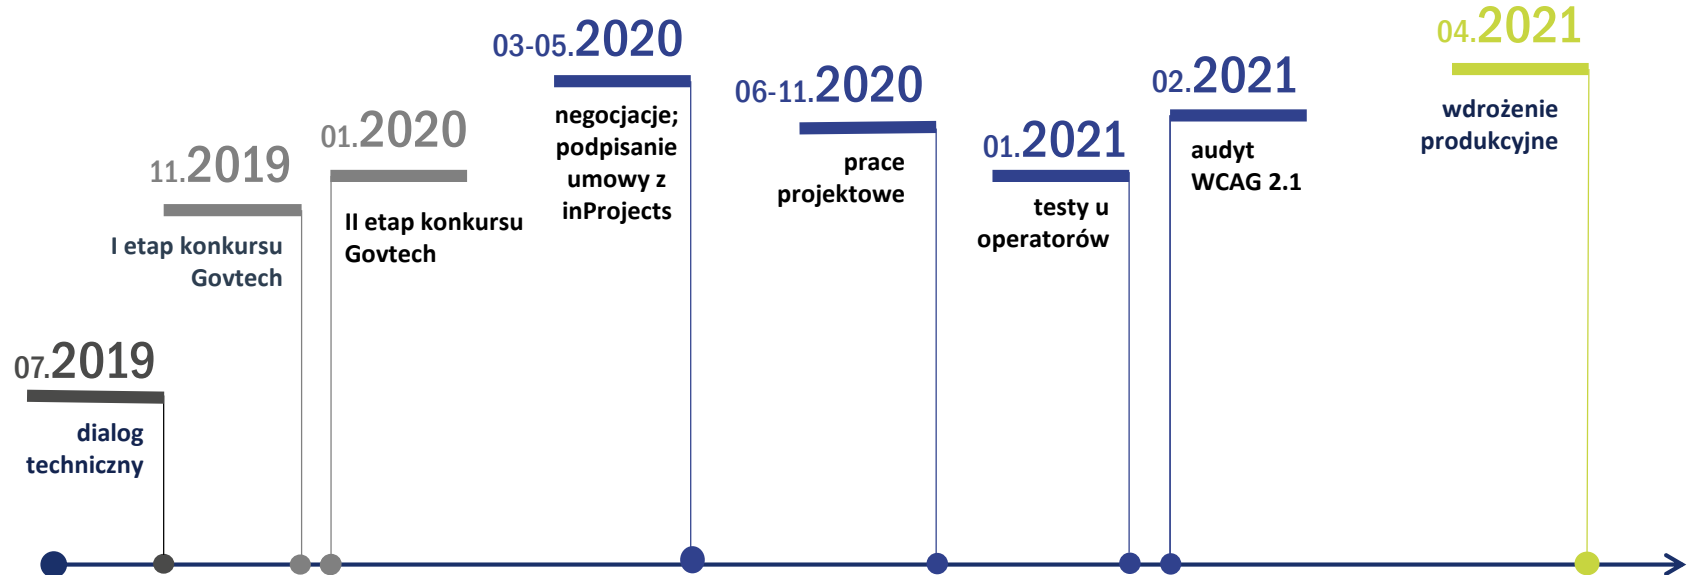 07.2019
dialog
techniczny
11.2019
I etap konkursu
Govtech
01.2020
II etap konkursu
Govtech
03-05.2020
negocjacje;
podpisanie
umowy z
inProjects
06-11.2020
prace
projektowe
01.2021
testy u
operatorów
02.2021
audyt
WCAG 2.1
04.2021
wdrożenie
produkcyjne